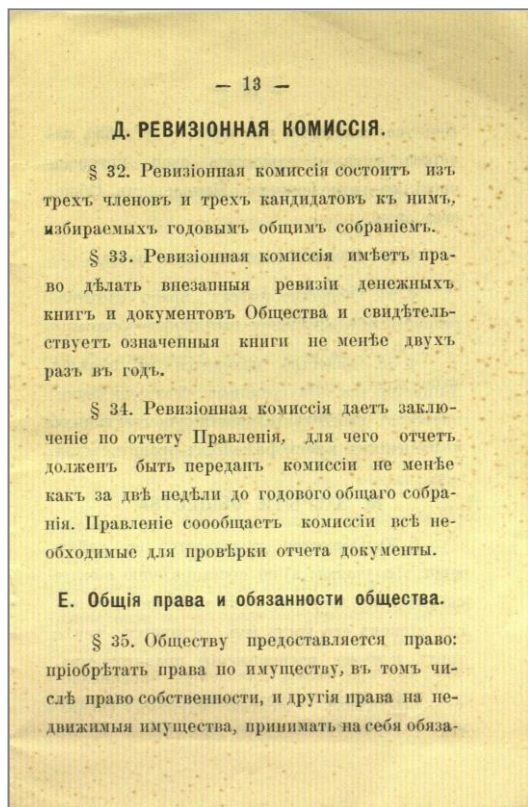 — 13 —
Д. РЕВИЗІОННАЯ КОМИССІЯ.
§ 32. Ревизіонная комиссія состоитъ изъ
трехъ членовъ и трехъ кандидатовъ къ нимъ,
избираемыхъ годовымъ общимъ собраніемъ.
§ 33. Ревизіонная комиссія имѣетъ пра-
во дѣлать внезапныя ревизіи денежныхъ
книгъ и документовъ Общества и свидѣтель-
ствуетъ означенныя книги не менѣе двухъ
разъ въ годъ.
§ 34. Ревизіонная комиссія даетъ заклю-
ченіе по отчету Правленія, для чего отчетъ
долженъ быть переданъ комиссіи не менѣе
какъ за двѣ недѣли до годового общаго собра-
нія. Правленіе соообщаетъ комиссіи всѣ не-
обходимые для провѣрки отчета документы.
Е. Общія права и обязанности общества.
§ 35. Обществу предоставляется право:
пріобрѣтать права по имуществу, въ томъ чи-
слѣ право собственности, и другія права на не-
движимыя имущества, принимать на себя обяза-